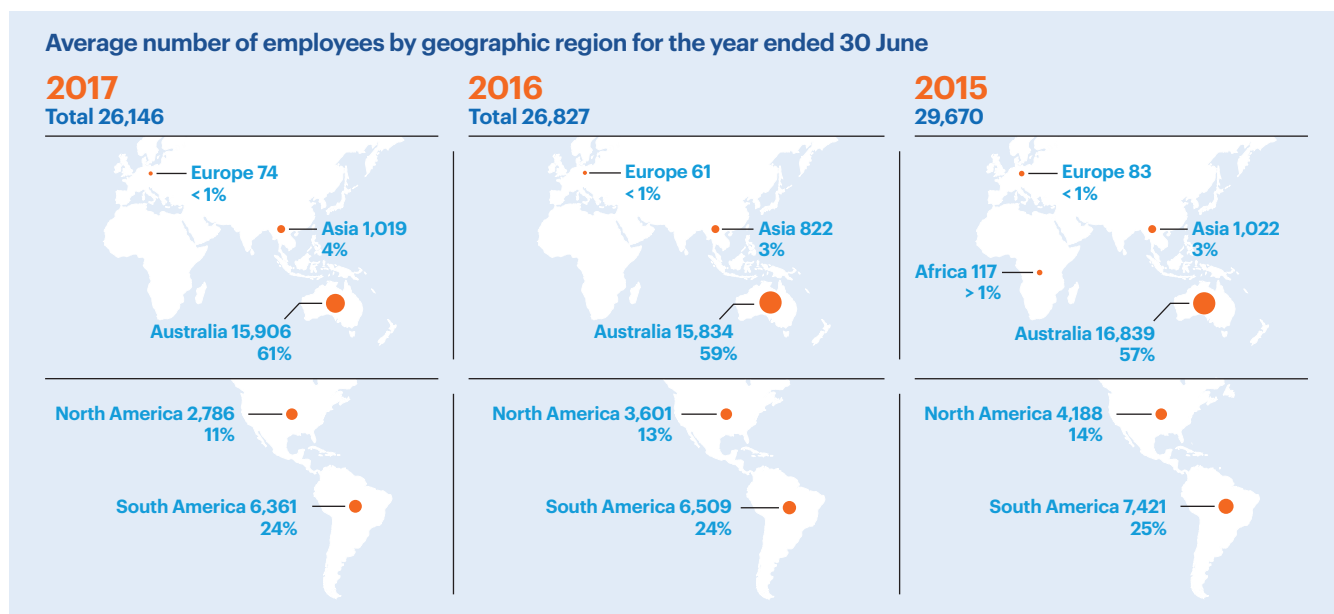 Average number of employees by geographic region for the year ended 30 June
2017
Total 26,146
Europe 74
< 1%
Asia 1,019
4%
Australia 15,906
61%
North America 2,786
11%
South America 6,361
24%
2016
Total 26,827
Europe 61
< 1%
Asia 822
3%
Australia 15,834
59%
North America 3,601
13%
South America 6,509
24%
2015
29,670
Europe 83
< 1%
Asia 1,022
3%
Africa 117
> 1%
Australia 16,839
57%
North America 4,188
14%
South America 7,421
25%